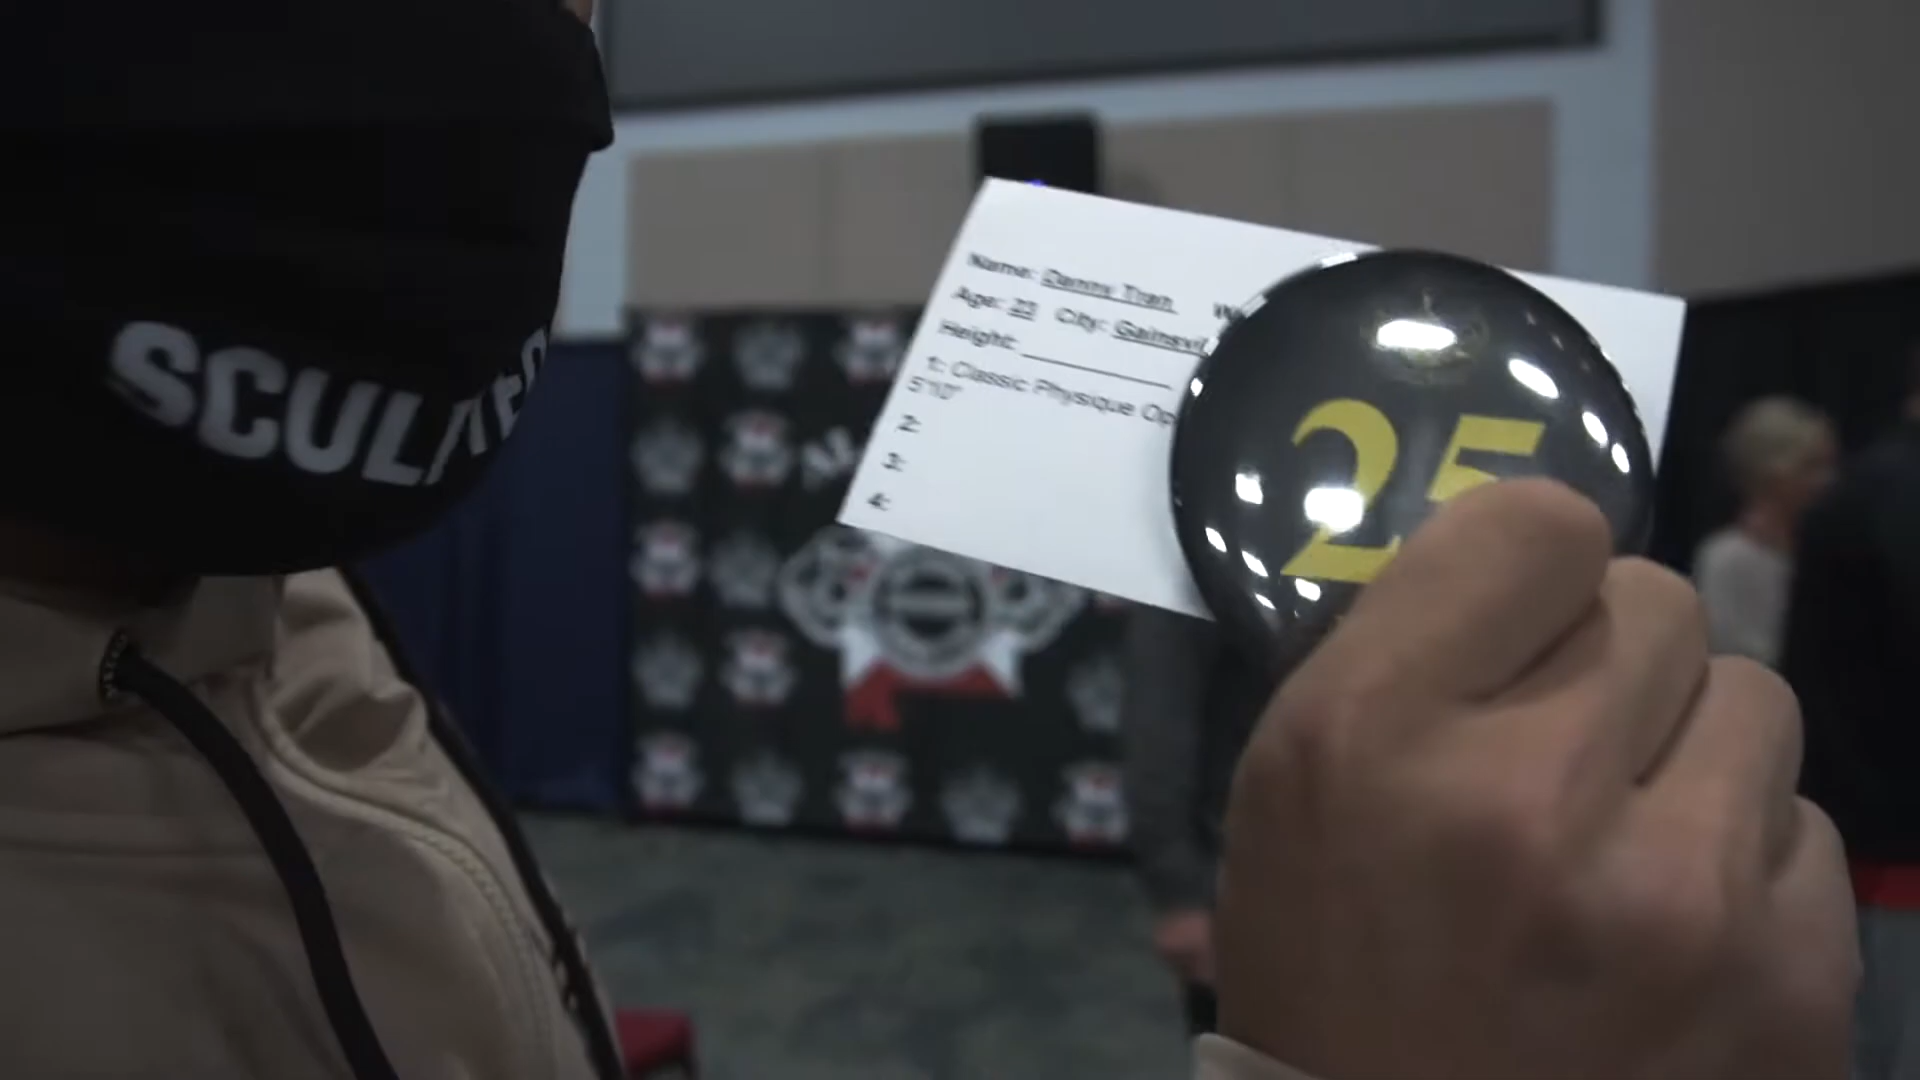 SCULPTED
Name: Danny Tran
Age: 23 City: Gainsvil
Height:
1: Classic Physique Op
5'10"
2:
3:
4:
25